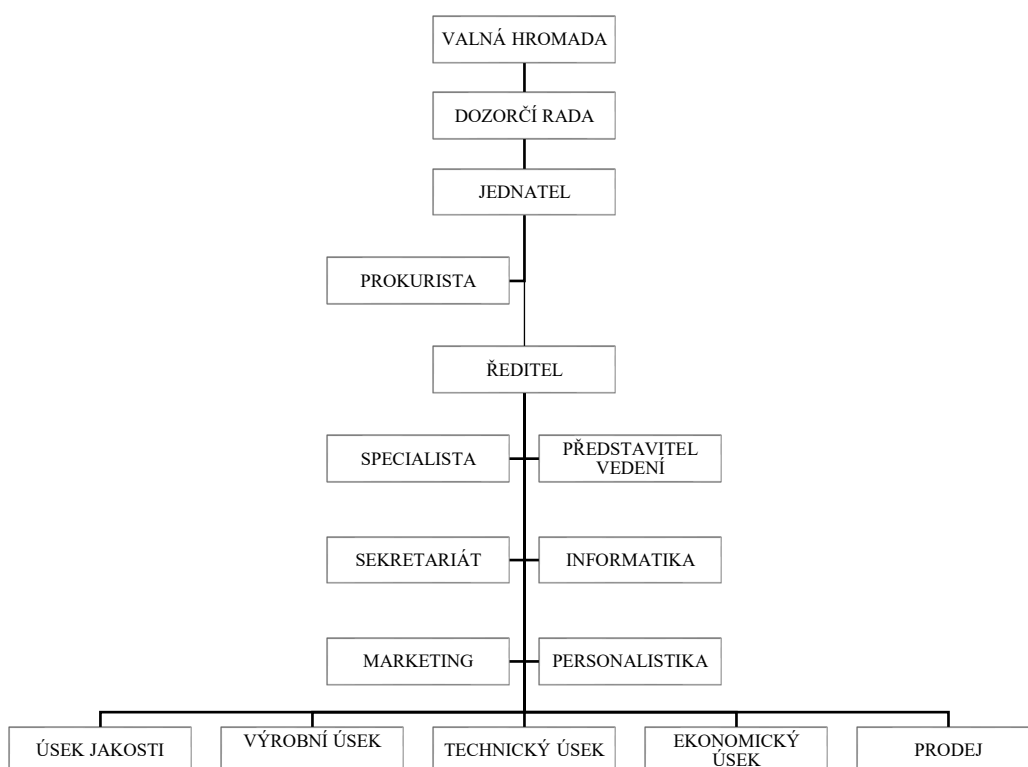 VALNÁ HROMADA
DOZORČÍ RADA
JEDNATEL
PROKURISTA
ŘEDITEL
SPECIALISTA
PŘEDSTAVITEL
VEDENÍ
SEKRETARIÁT
INFORMATIKA
MARKETING
PERSONALISTIKA
ÚSEK JAKOSTI
VÝROBNÍ ÚSEK
TECHNICKÝ ÚSEK
EKONOMICKÝ
ÚSEK
PRODEJ